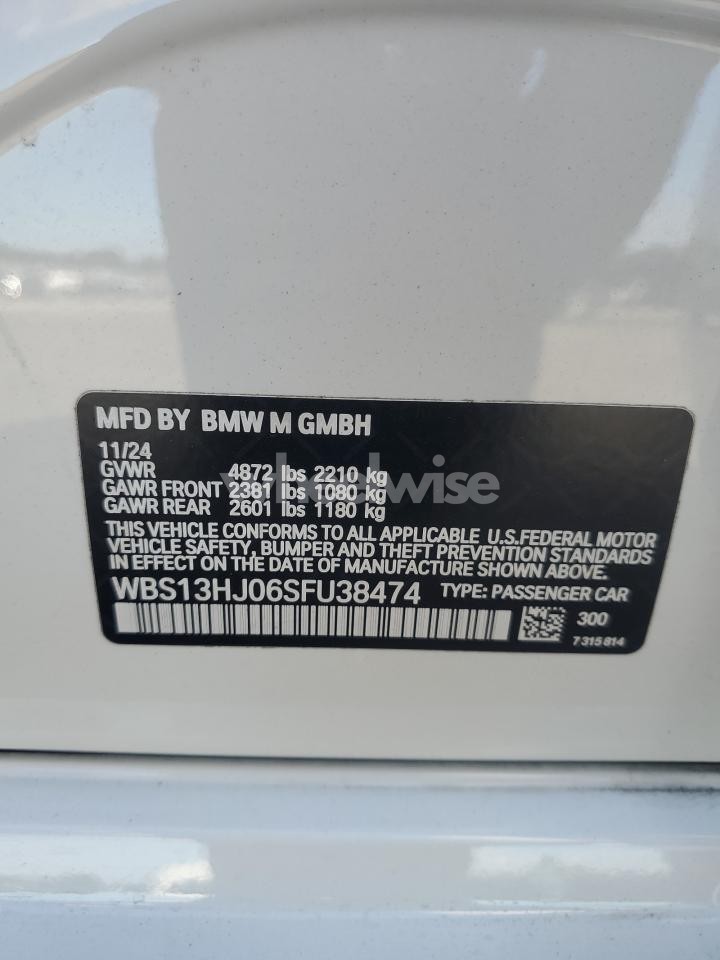 MFD BY BMW M GMBH
11/24
GVWR 4872 lbs 2210 kg
GAWR FRONT 2381 lbs 1080 kg
GAWR REAR 2601 lbs 1180 kg
THIS VEHICLE CONFORMS TO ALL APPLICABLE U.S.FEDERAL MOTOR
VEHICLE SAFETY, BUMPER AND THEFT PREVENTION STANDARDS
IN EFFECT ON THE DATE OF MANUFACTURE SHOWN ABOVE.
WBS13HJ06SFU38474 TYPE: PASSENGER CAR
300
7 315 814
wheelwise